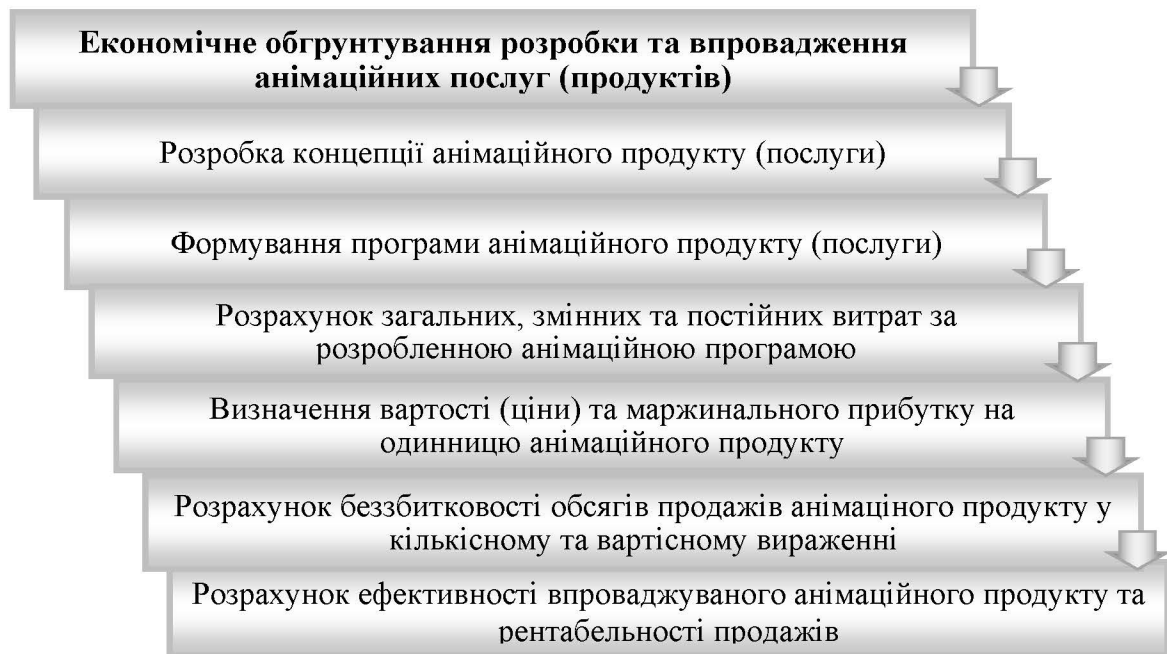 Економічне обгрунтування розробки та впровадження
анімаційних послуг (продуктів)
Розробка концепції анімаційного продукту (послуги)
Формування програми анімаційного продукту (послуги)
Розрахунок загальних, змінних та постійних витрат за
розробленною анімаційною програмою
Визначення вартості (ціни) та маржинального прибутку на
одинницю анімаційного продукту
Розрахунок беззбитковості обсягів продажів анімаціного продукту у
кількісному та вартісному вираженні
Розрахунок ефективності впроваджуваного анімаційного продукту та
рентабельності продажів